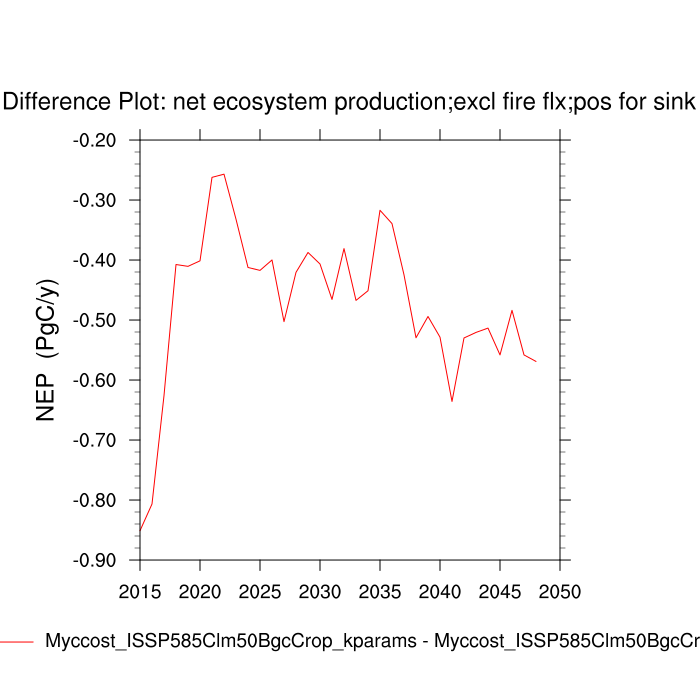 Difference Plot: net ecosystem production;excl fire flx;pos for sink
-0.20
-0.30
-0.40
-0.50
-0.60
-0.70
-0.80
-0.90
NEP (PgC/y)
2015 2020 2025 2030 2035 2040 2045 2050
Myccost_ISSP585Clm50BgcCrop_kparams - Myccost_ISSP585Clm50BgcCr